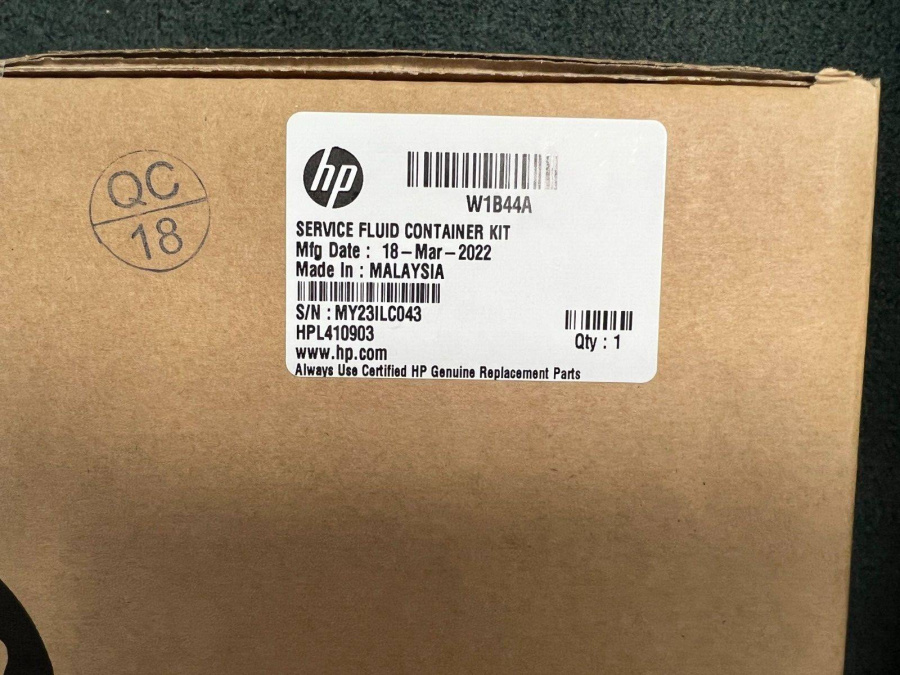 QC
18
hp
W1B44A
SERVICE FLUID CONTAINER KIT
Mfg Date : 18-Mar-2022
Made In : MALAYSIA
S/N : MY23ILC043
HPL410903
Qty : 1
www.hp.com
Always Use Certified HP Genuine Replacement Parts